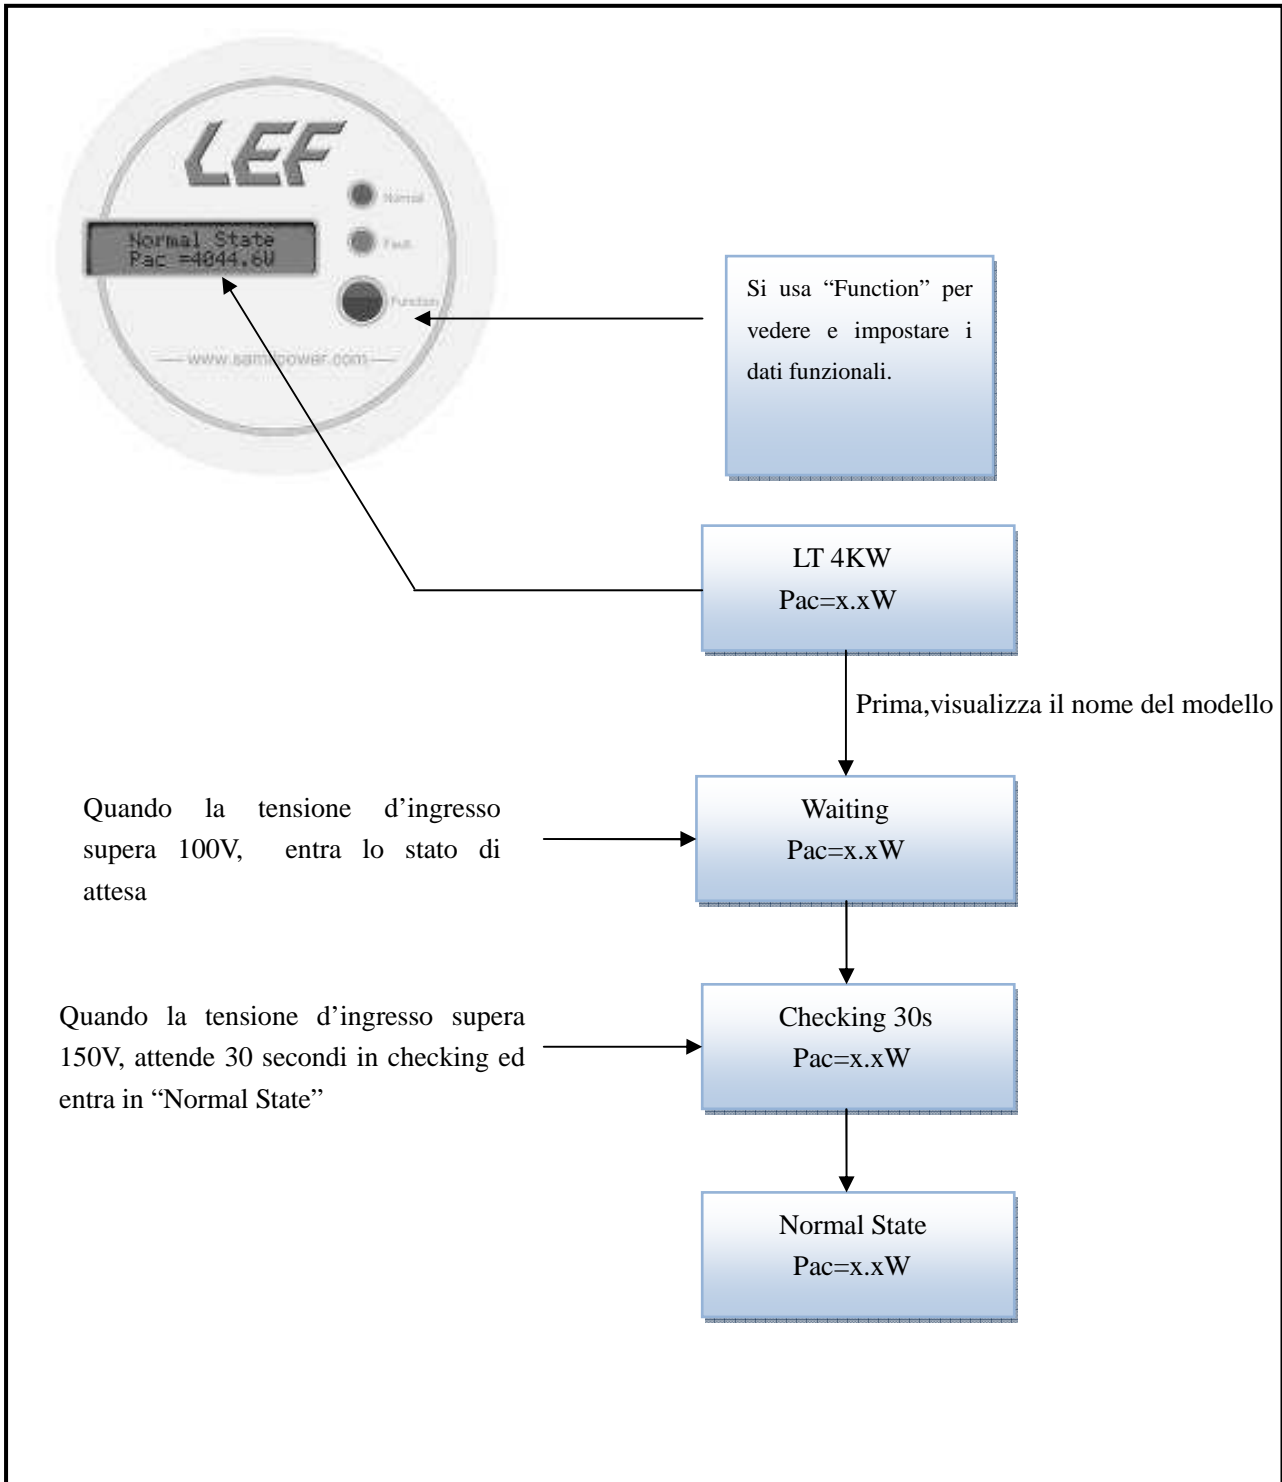 LEF
Normal
Normal State
Pac =4044.6W
Fault
Function
www.samilpower.com
Si usa “Function” per
vedere e impostare i
dati funzionali.
LT 4KW
Pac=x.xW
Prima,visualizza il nome del modello
Quando la tensione d’ingresso
supera 100V, entra lo stato di
attesa
Waiting
Pac=x.xW
Quando la tensione d’ingresso supera
150V, attende 30 secondi in checking ed
entra in “Normal State”
Checking 30s
Pac=x.xW
Normal State
Pac=x.xW